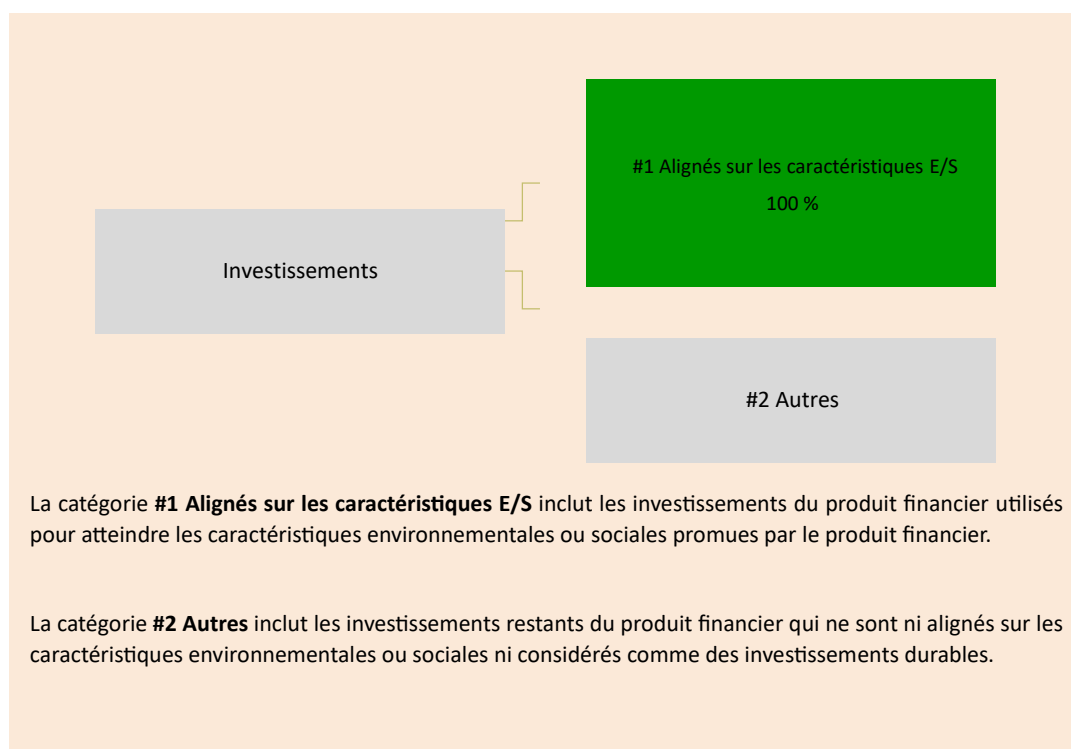 #1 Alignés sur les caractéristiques E/S
100 %
Investissements
#2 Autres
La catégorie #1 Alignés sur les caractéristiques E/S inclut les investissements du produit financier utilisés
pour atteindre les caractéristiques environnementales ou sociales promues par le produit financier.
La catégorie #2 Autres inclut les investissements restants du produit financier qui ne sont ni alignés sur les
caractéristiques environnementales ou sociales ni considérés comme des investissements durables.